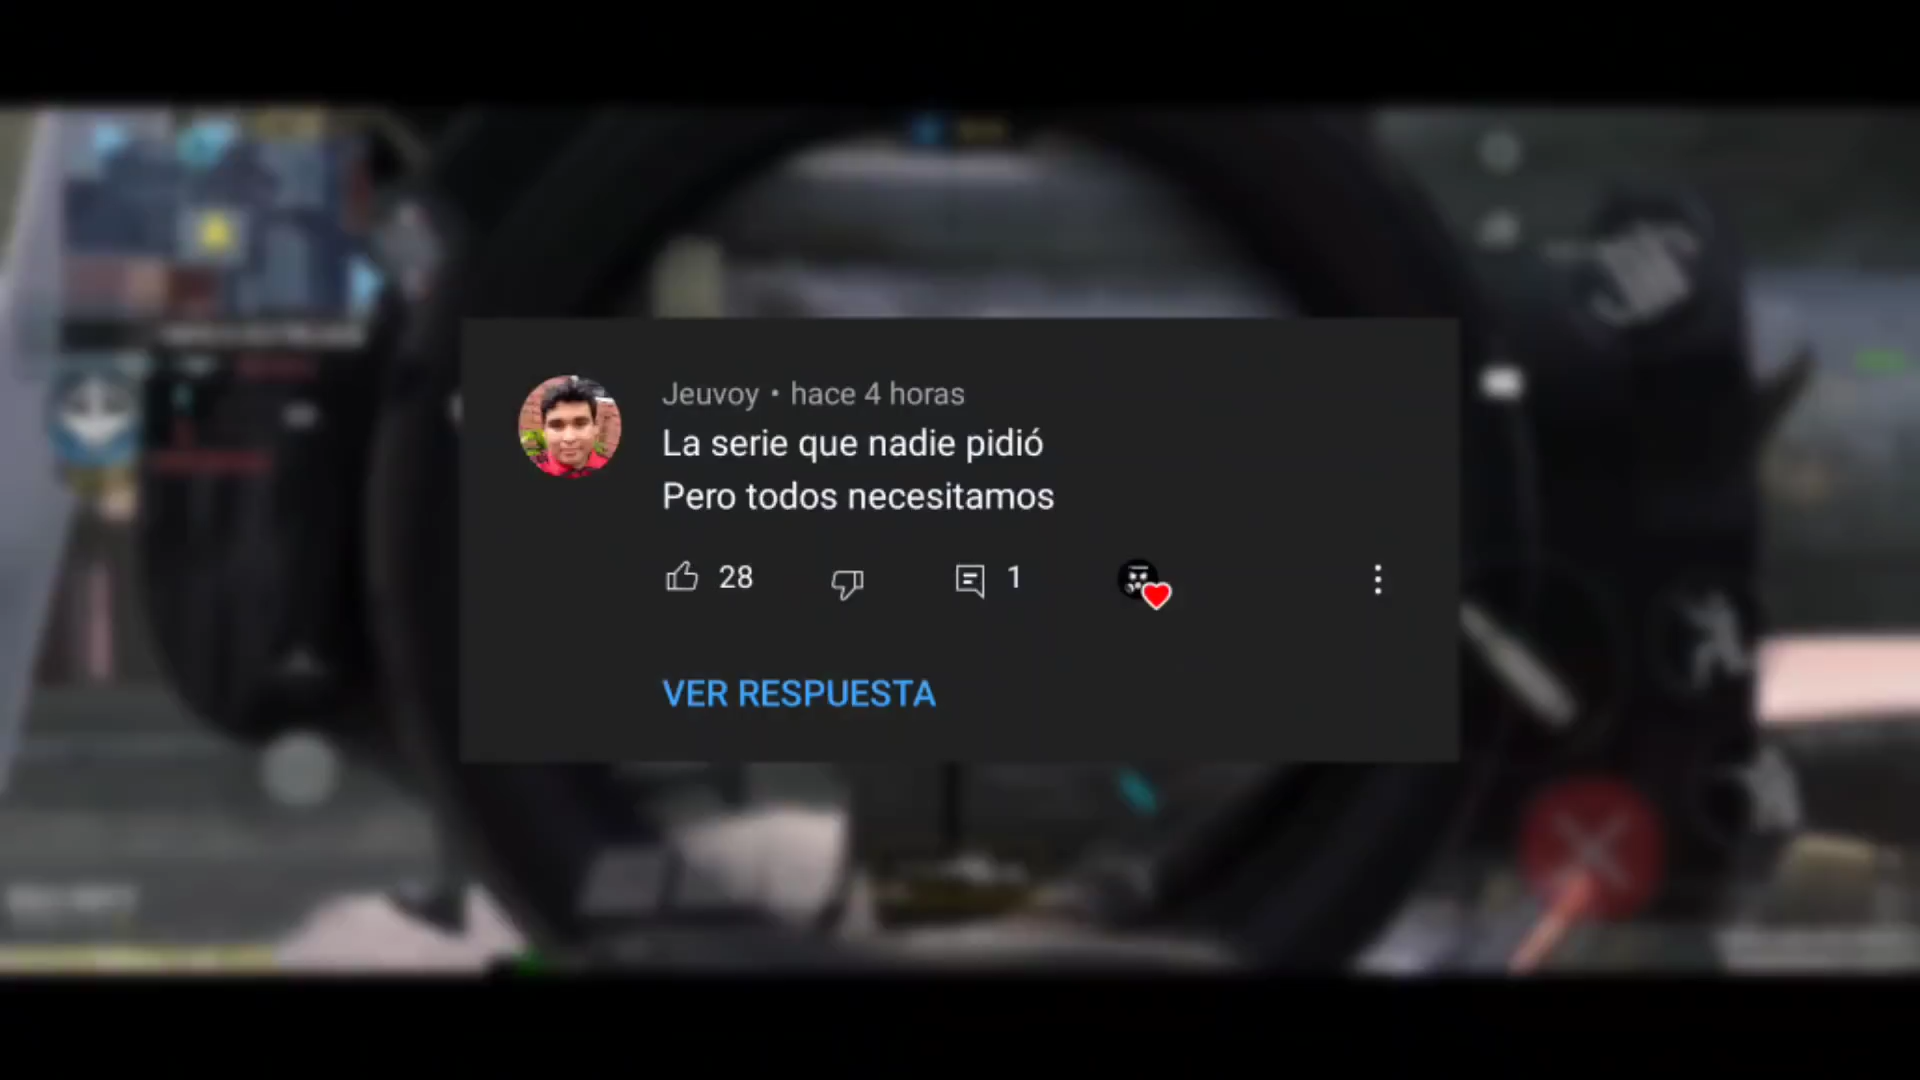 Jeuvoy • hace 4 horas
La serie que nadie pidió
Pero todos necesitamos
28
1
VER RESPUESTA